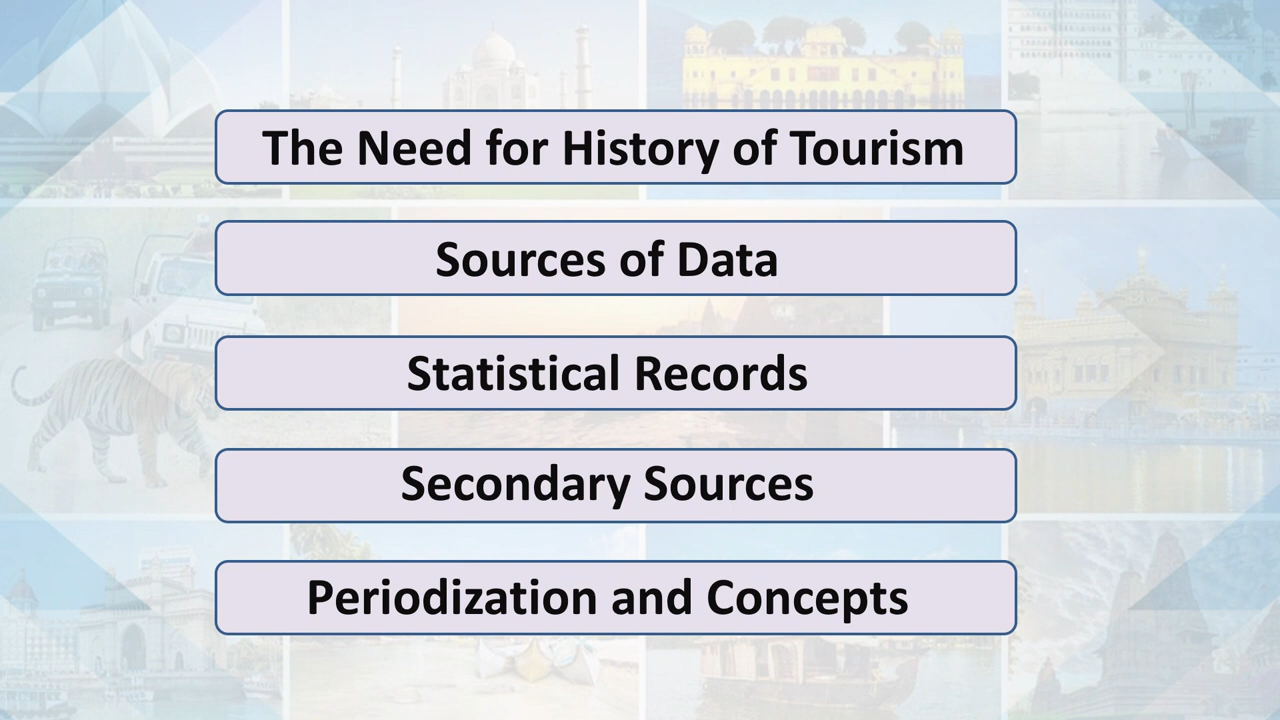 The Need for History of Tourism
Sources of Data
Statistical Records
Secondary Sources
Periodization and Concepts